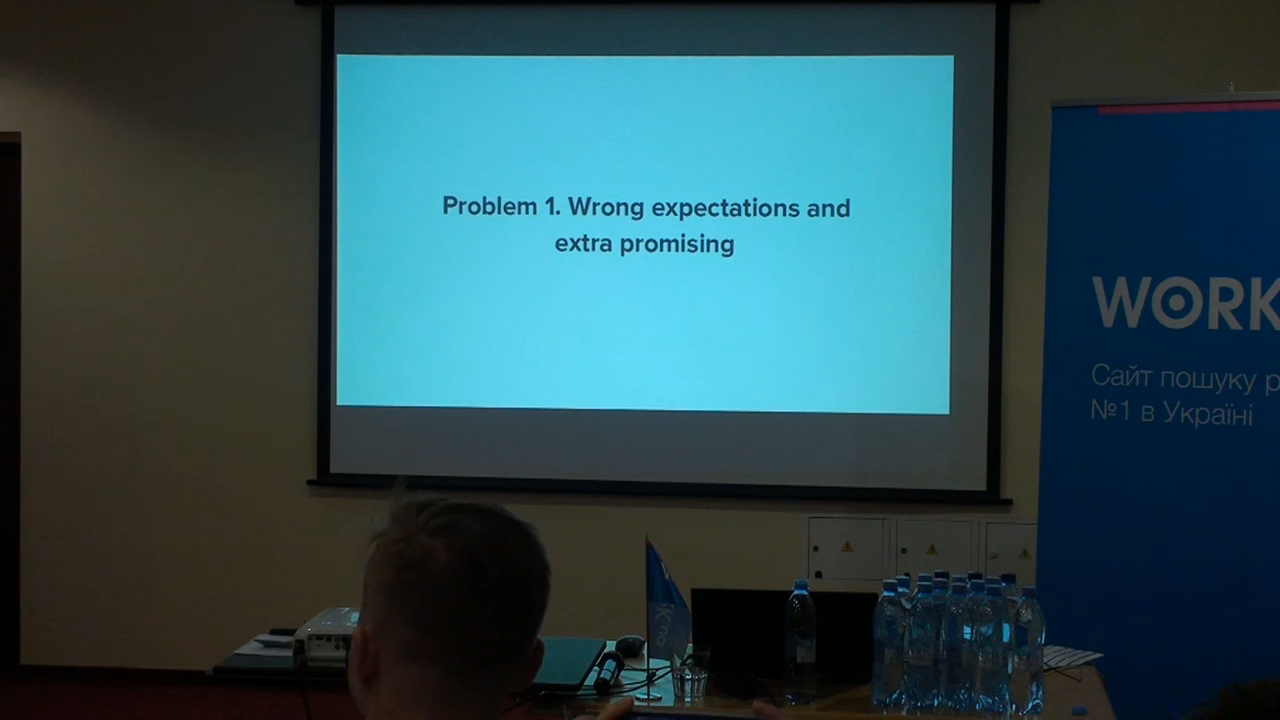 Problem 1. Wrong expectations and
extra promising
WORK
Сайт пошуку
№1 в Україні